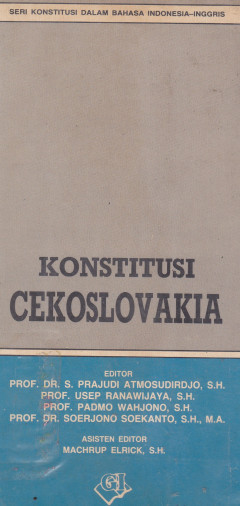 SERI KONSTITUSI DALAM BAHASA INDONESIA–INGGRIS
KONSTITUSI
CEKOSLOVAKIA
EDITOR
PROF. DR. S. PRAJUDI ATMOSUDIRDJO, S.H.
PROF. USEP RANAWIJAYA, S.H.
PROF. PADMO WAHJONO, S.H.
PROF. DR. SOERJONO SOEKANTO, S.H., M.A.
ASISTEN EDITOR
MACHRUP ELRICK, S.H.
GI